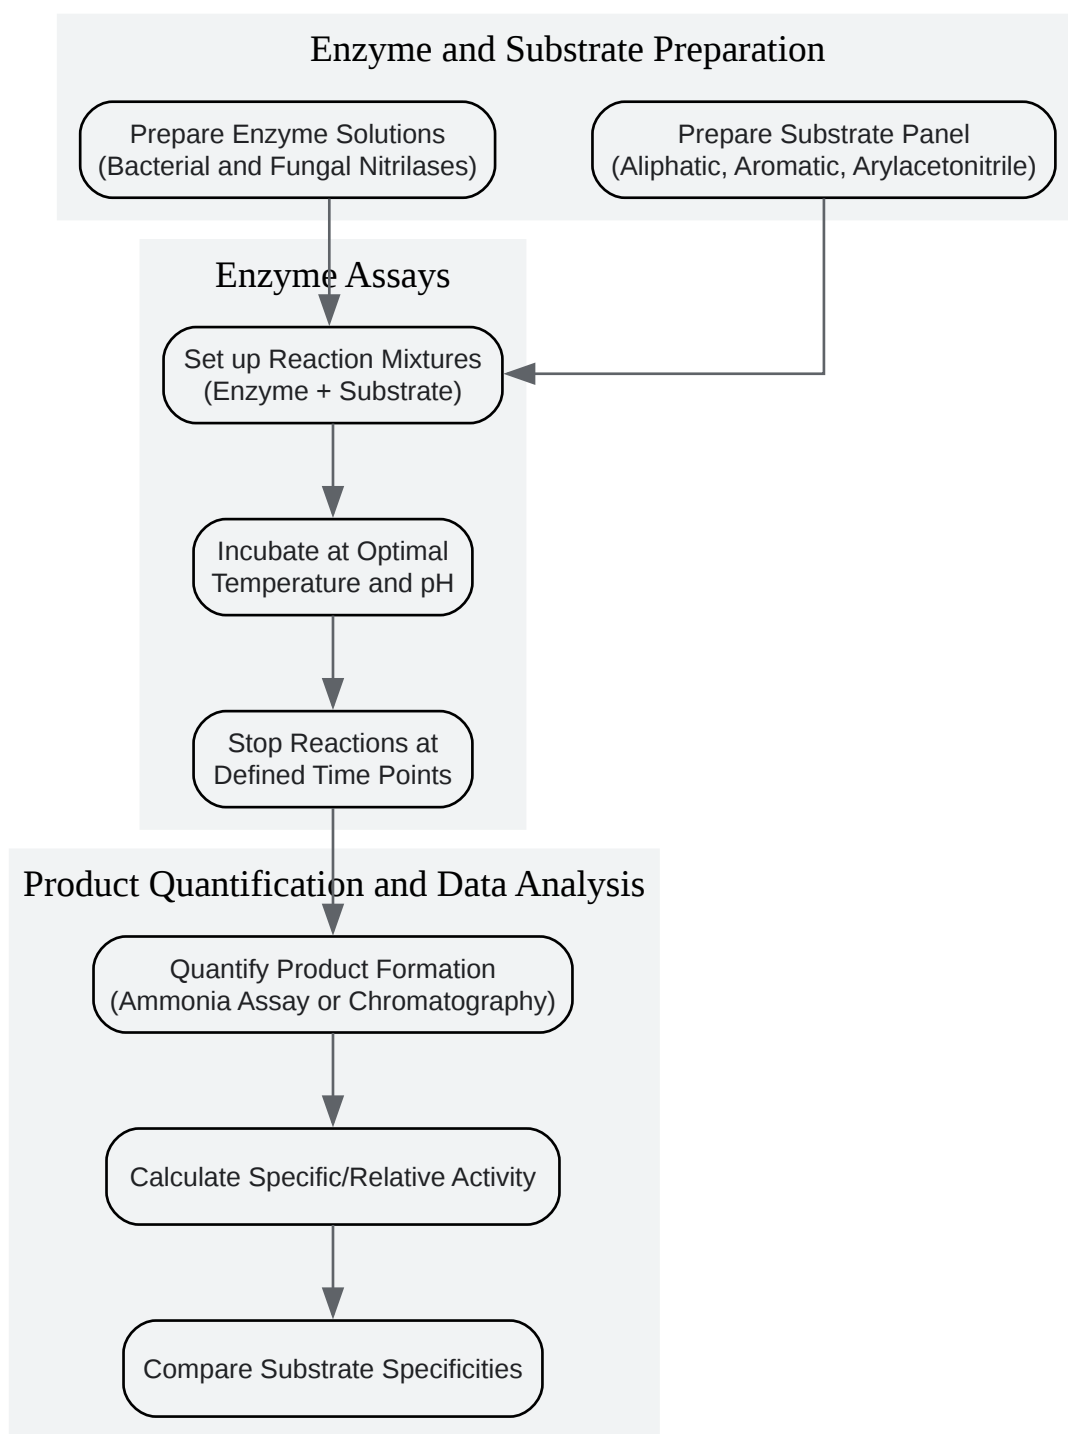 Enzyme and Substrate Preparation
Prepare Enzyme Solutions
(Bacterial and Fungal Nitrilases)
Prepare Substrate Panel
(Aliphatic, Aromatic, Arylacetonitrile)
Enzyme Assays
Set up Reaction Mixtures
(Enzyme + Substrate)
Incubate at Optimal
Temperature and pH
Stop Reactions at
Defined Time Points
Product Quantification and Data Analysis
Quantify Product Formation
(Ammonia Assay or Chromatography)
Calculate Specific/Relative Activity
Compare Substrate Specificities